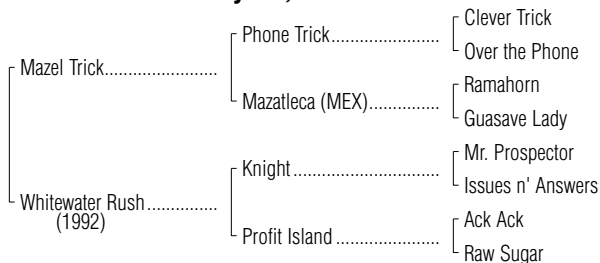 Clever Trick
Phone Trick
Over the Phone
Mazel Trick
Ramahorn
Mazatleca (MEX)
Guasave Lady
Mr. Prospector
Knight
Issues n' Answers
Whitewater Rush
(1992)
Ack Ack
Profit Island
Raw Sugar